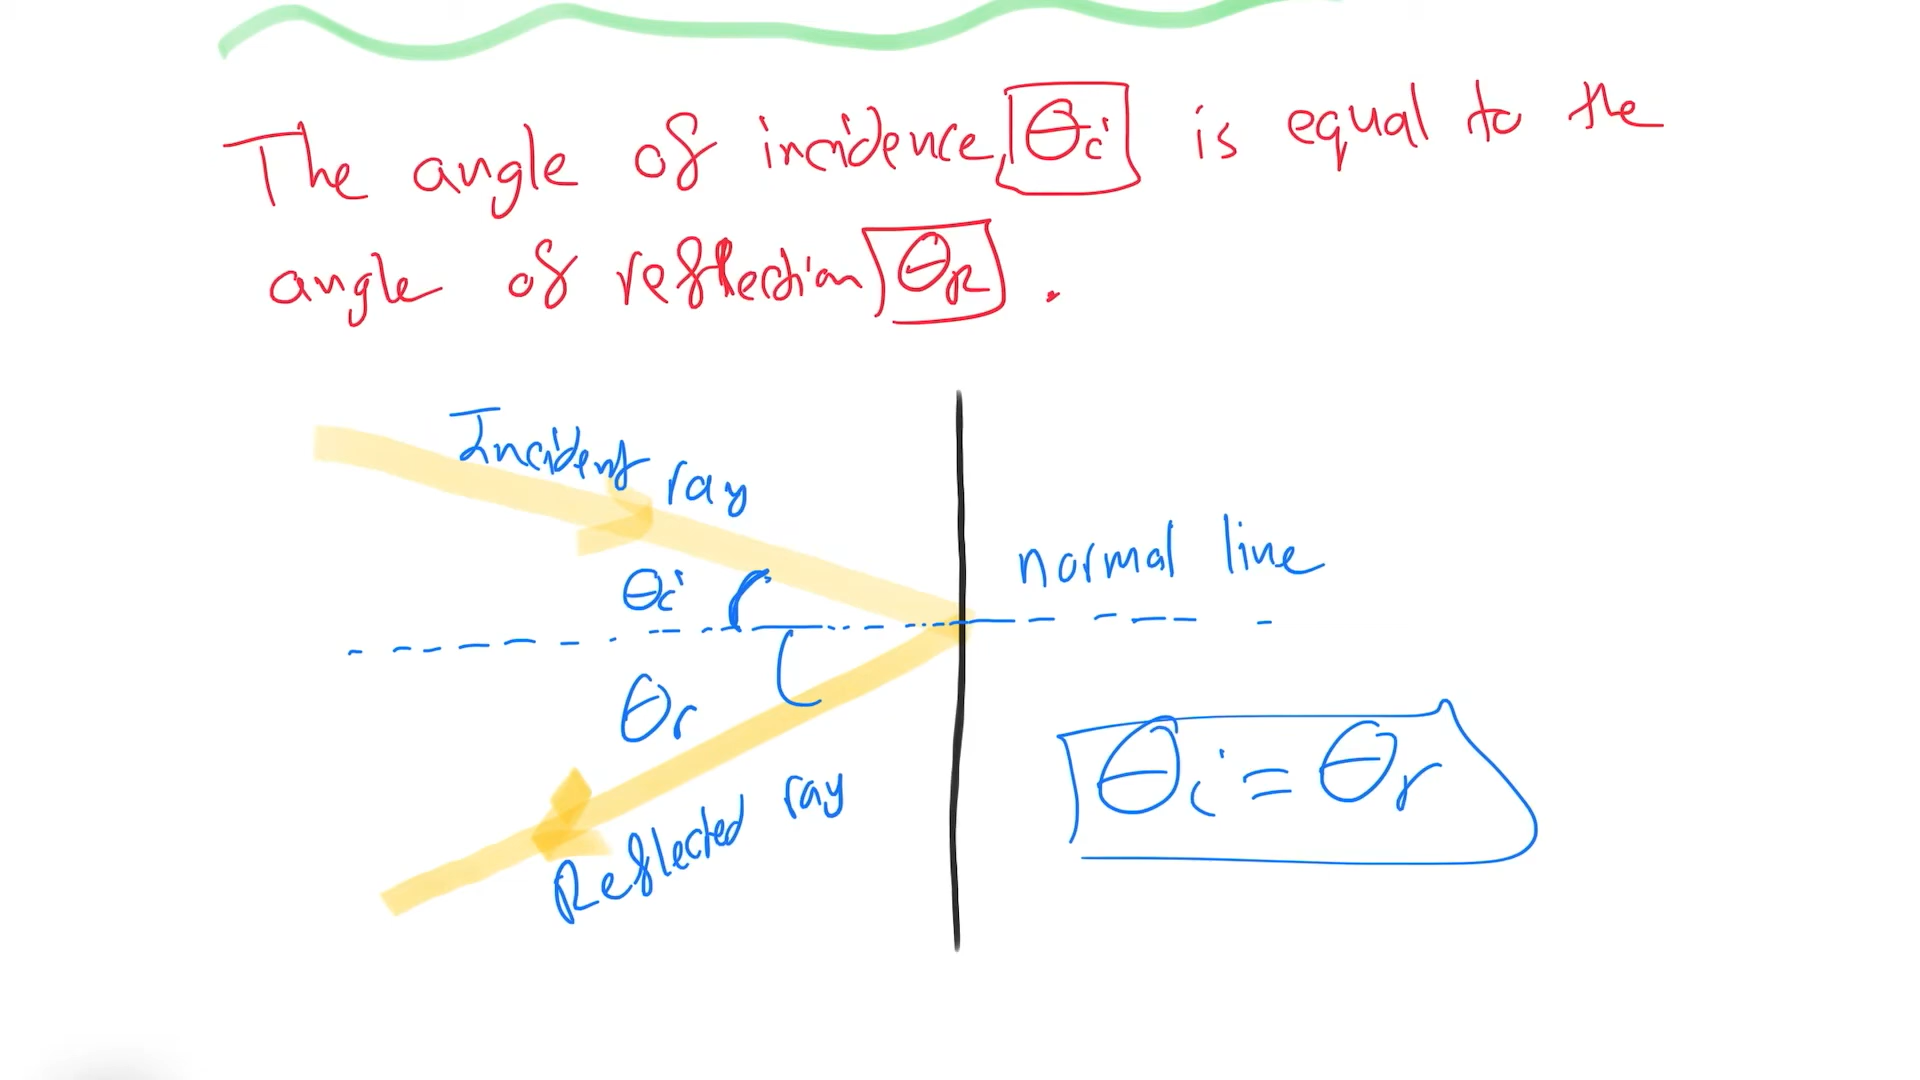 The angle of incidence, θi is equal to the
angle of reflection θR.
Incident ray
normal line
θi
θr
θi = θr
Reflected ray